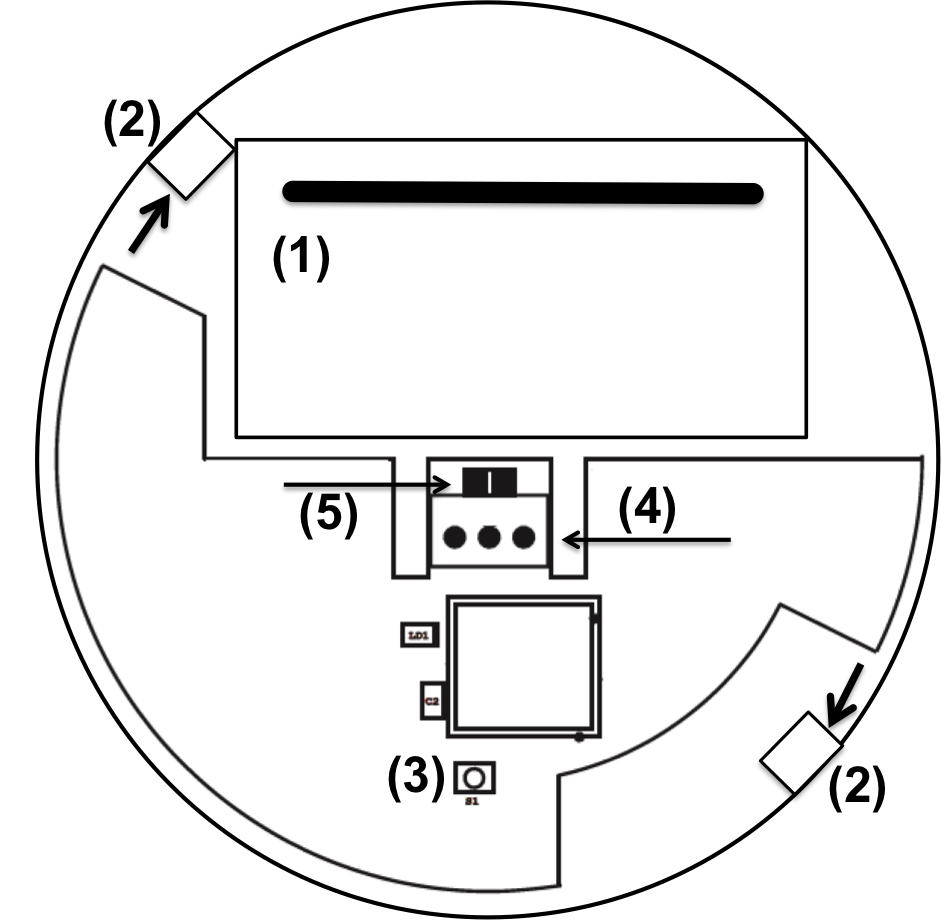 (2)
(1)
(5)
(4)
LD1
C2
(3)
S1
(2)